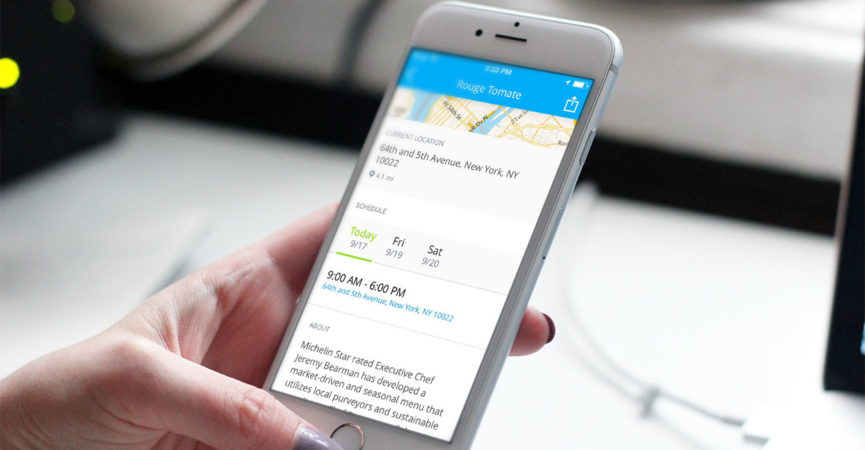 3:33 PM
Rouge Tomate
W 34th St
CURRENT LOCATION
64th and 5th Avenue, New York, NY
10022
4.1 mi
SCHEDULE
Today
9/17
Fri
9/19
Sat
9/20
9:00 AM - 6:00 PM
64th and 5th Avenue, New York, NY 10022
ABOUT
Michelin Star rated Executive Chef
Jeremy Bearman has developed a
market-driven and seasonal menu that
utilizes local purveyors and sustainable